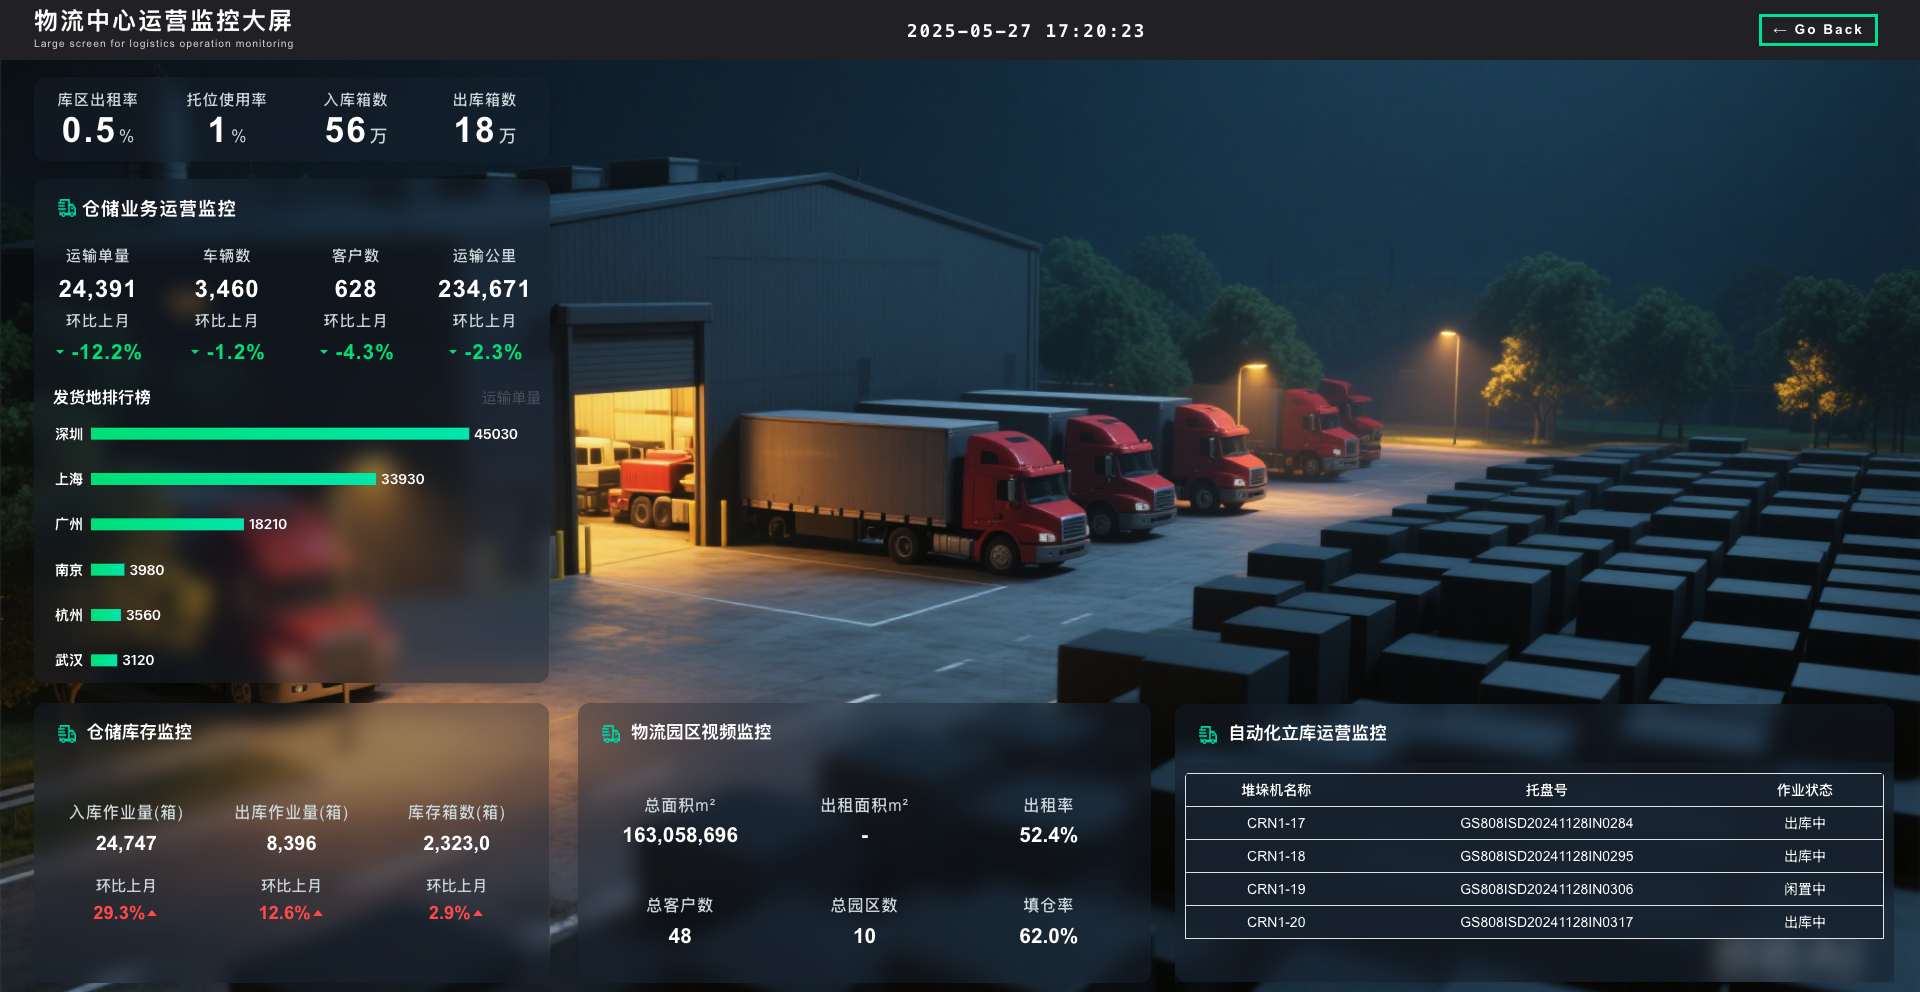 物流中心运营监控大屏
Large screen for logistics operation monitoring
2025-05-27 17:20:23
← Go Back
库区出租率 托位使用率 入库箱数 出库箱数
0.5% 1% 56万 18万
仓储业务运营监控
运输单量 车辆数 客户数 运输公里
24,391 3,460 628 234,671
环比上月 环比上月 环比上月 环比上月
-12.2% -1.2% -4.3% -2.3%
发货地排行榜 运输单量
深圳 45030
上海 33930
广州 18210
南京 3980
杭州 3560
武汉 3120
仓储库存监控
入库作业量(箱) 出库作业量(箱) 库存箱数(箱)
24,747 8,396 2,323,0
环比上月 环比上月 环比上月
29.3% 12.6% 2.9%
物流园区视频监控
总面积m² 出租面积m² 出租率
163,058,696 - 52.4%
总客户数 总园区数 填仓率
48 10 62.0%
自动化立库运营监控
堆垛机名称 托盘号 作业状态
CRN1-17 GS808ISD20241128IN0284 出库中
CRN1-18 GS808ISD20241128IN0295 出库中
CRN1-19 GS808ISD20241128IN0306 闲置中
CRN1-20 GS808ISD20241128IN0317 出库中